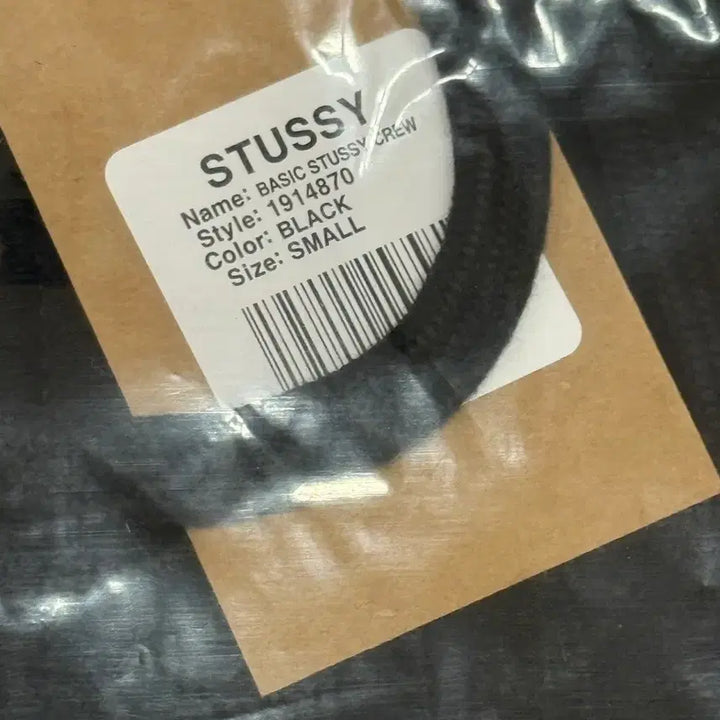 STUSSY
Name: BASIC STUSSY CREW
Style: 1914870
Color: BLACK
Size: SMALL